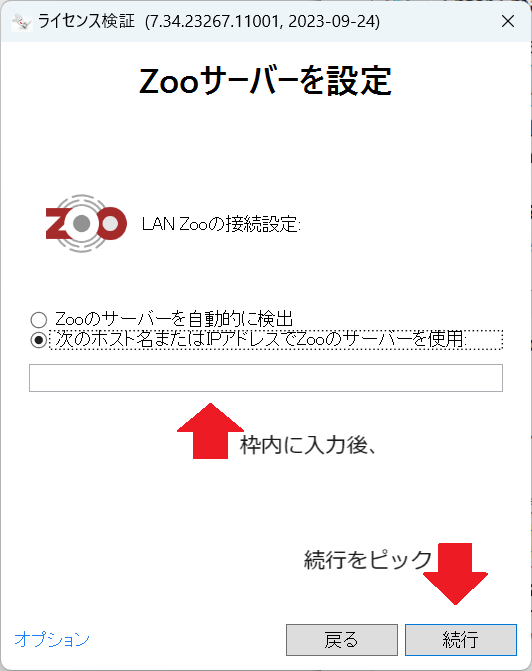 ライセンス検証 (7.34.23267.11001, 2023-09-24)
Zooサーバーを設定
ZOO
LAN Zooの接続設定:
Zooのサーバーを自動的に検出
次のホスト名またはIPアドレスでZooのサーバーを使用:
枠内に入力後、
続行をピック
オプション
戻る
続行